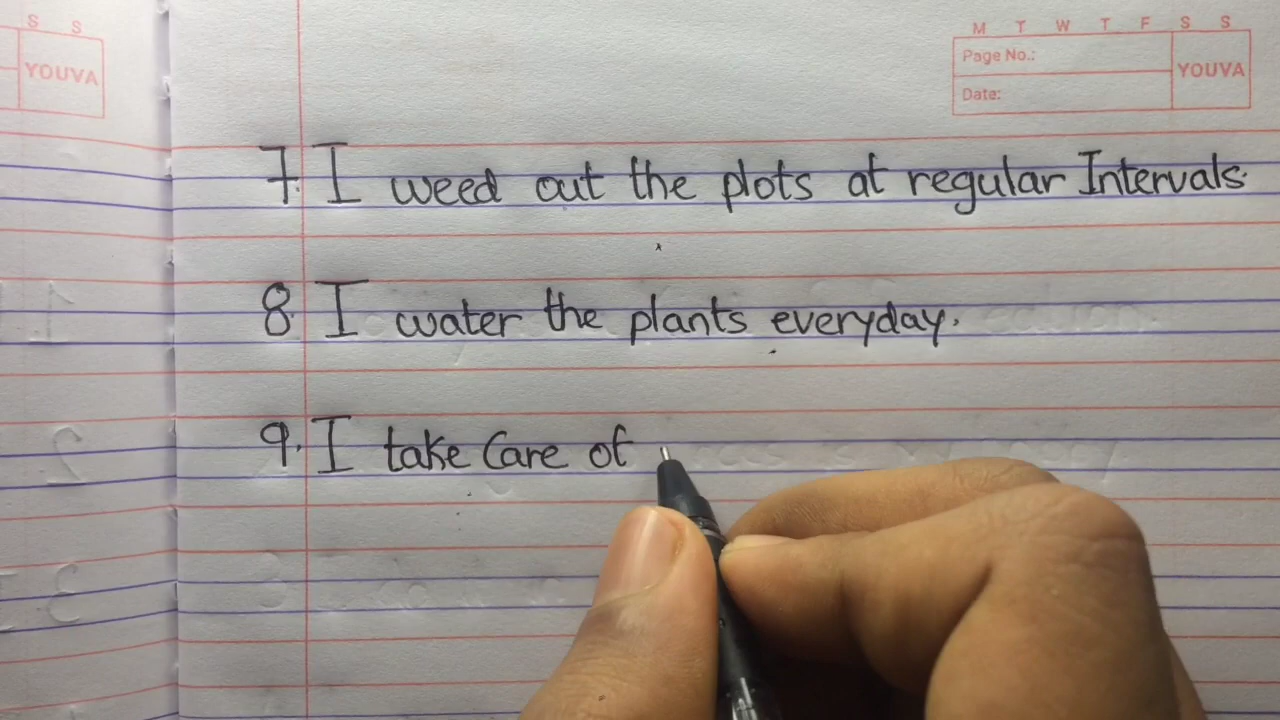 S S
YOUVA
M T W T F S S
Page No.:
YOUVA
Date:
7. I weed out the plots at regular Intervals.
8. I water the plants everyday.
9. I take Care of